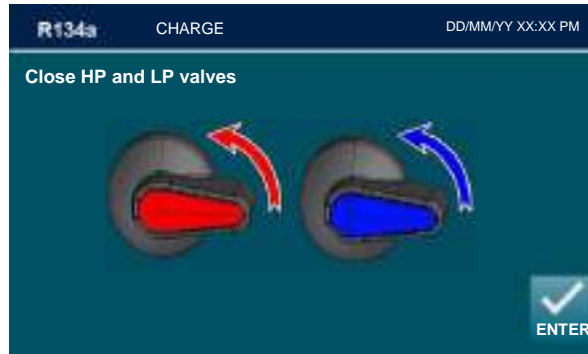 R134a CHARGE DD/MM/YY XX:XX PM
Close HP and LP valves
ENTER